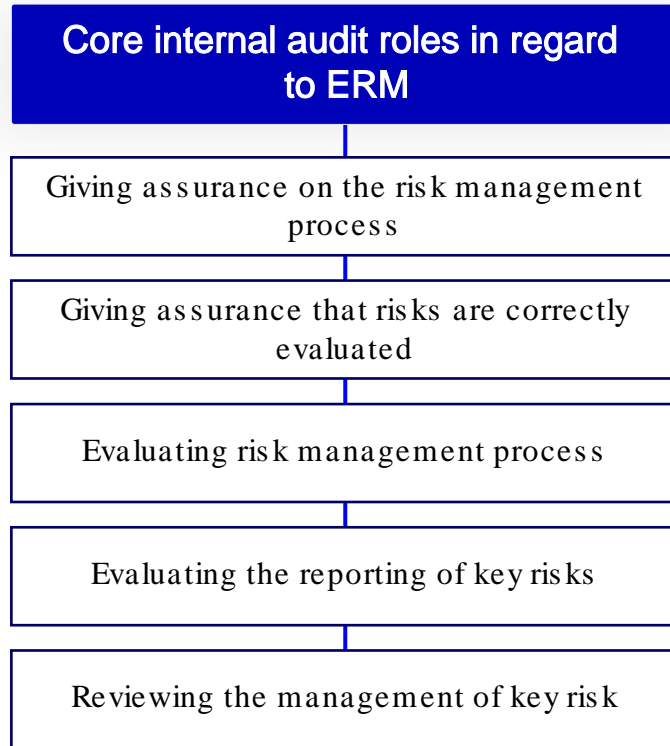 Core internal audit roles in regard
to ERM
Giving assurance on the risk management
process
Giving assurance that risks are correctly
evaluated
Evaluating risk management process
Evaluating the reporting of key risks
Reviewing the management of key risk